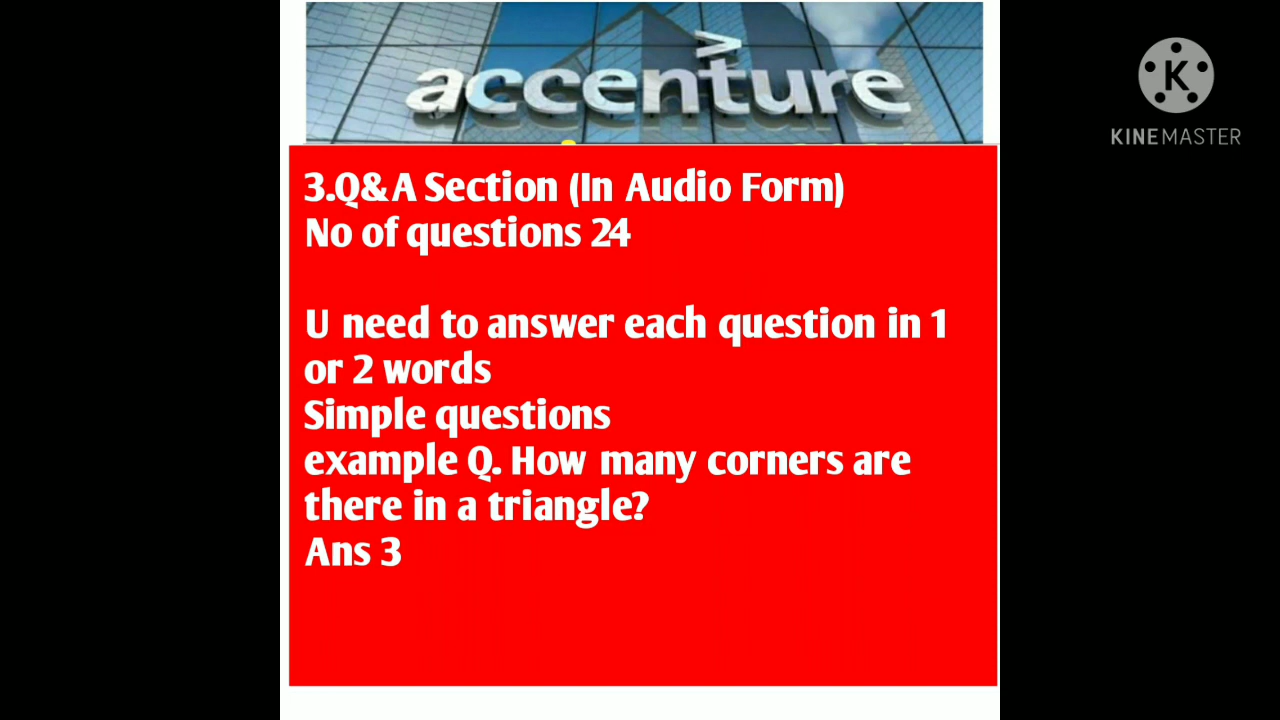 accenture
K
KINEMASTER
3.Q&A Section (In Audio Form)
No of questions 24
U need to answer each question in 1
or 2 words
Simple questions
example Q. How many corners are
there in a triangle?
Ans 3